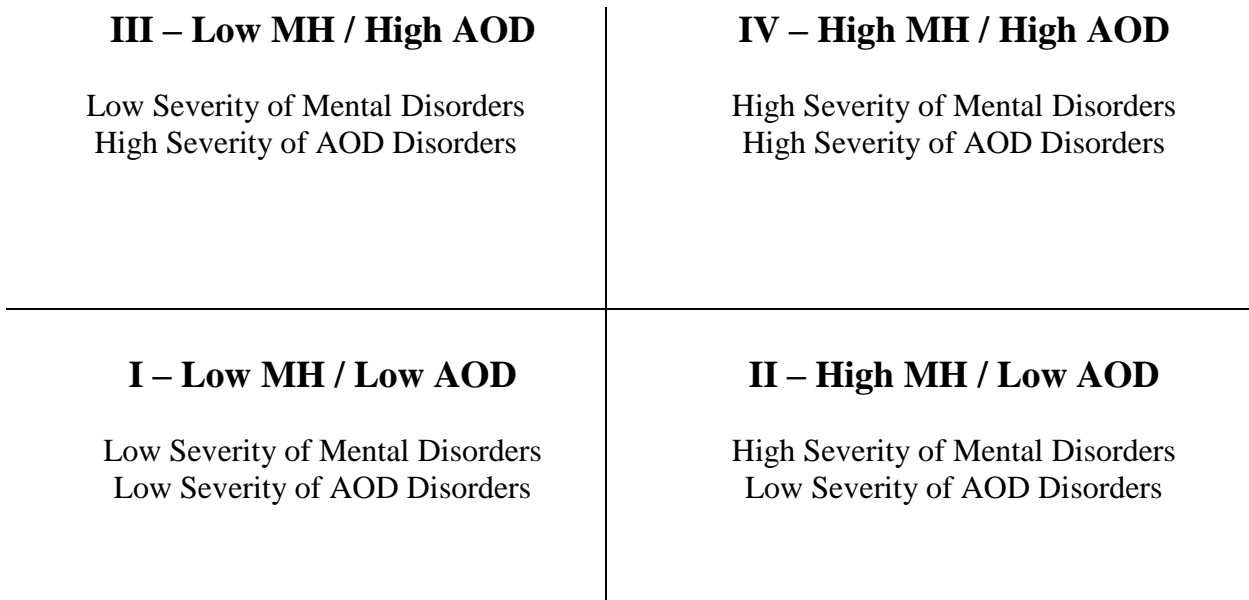 III – Low MH / High AOD
Low Severity of Mental Disorders
High Severity of AOD Disorders
IV – High MH / High AOD
High Severity of Mental Disorders
High Severity of AOD Disorders
I – Low MH / Low AOD
Low Severity of Mental Disorders
Low Severity of AOD Disorders
II – High MH / Low AOD
High Severity of Mental Disorders
Low Severity of AOD Disorders